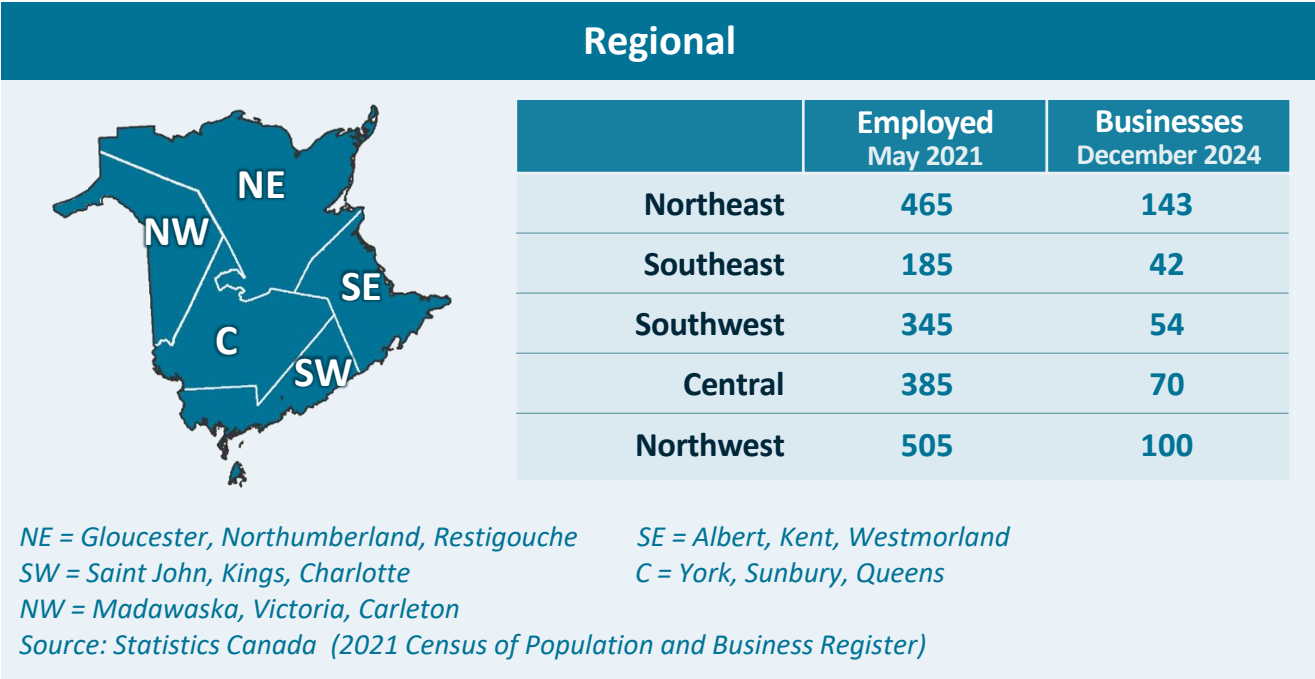 Regional
NE
NW
SE
C
SW
Employed Businesses
May 2021 December 2024
Northeast 465 143
Southeast 185 42
Southwest 345 54
Central 385 70
Northwest 505 100
NE = Gloucester, Northumberland, Restigouche SE = Albert, Kent, Westmorland
SW = Saint John, Kings, Charlotte C = York, Sunbury, Queens
NW = Madawaska, Victoria, Carleton
Source: Statistics Canada (2021 Census of Population and Business Register)